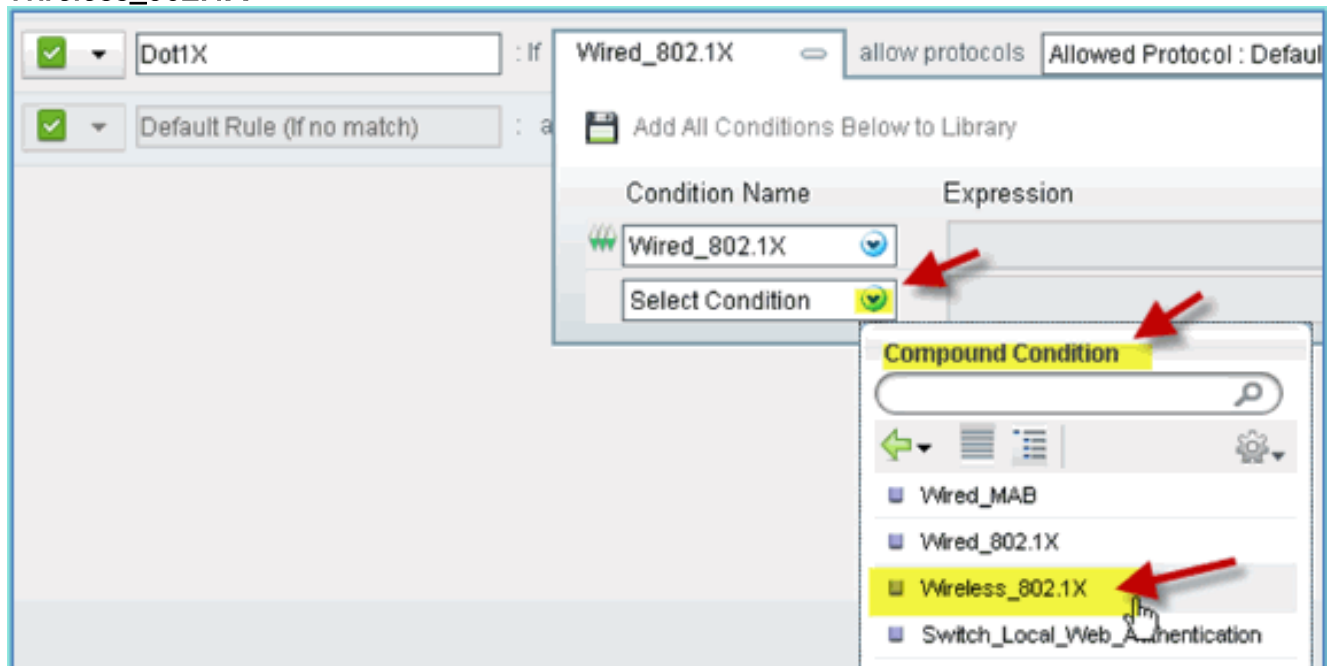 Dot1X : If Wired_802.1X allow protocols Allowed Protocol : Defaul
Default Rule (If no match) : a
Add All Conditions Below to Library
Condition Name Expression
Wired_802.1X
Select Condition
Compound Condition
Wired_MAB
Wired_802.1X
Wireless_802.1X